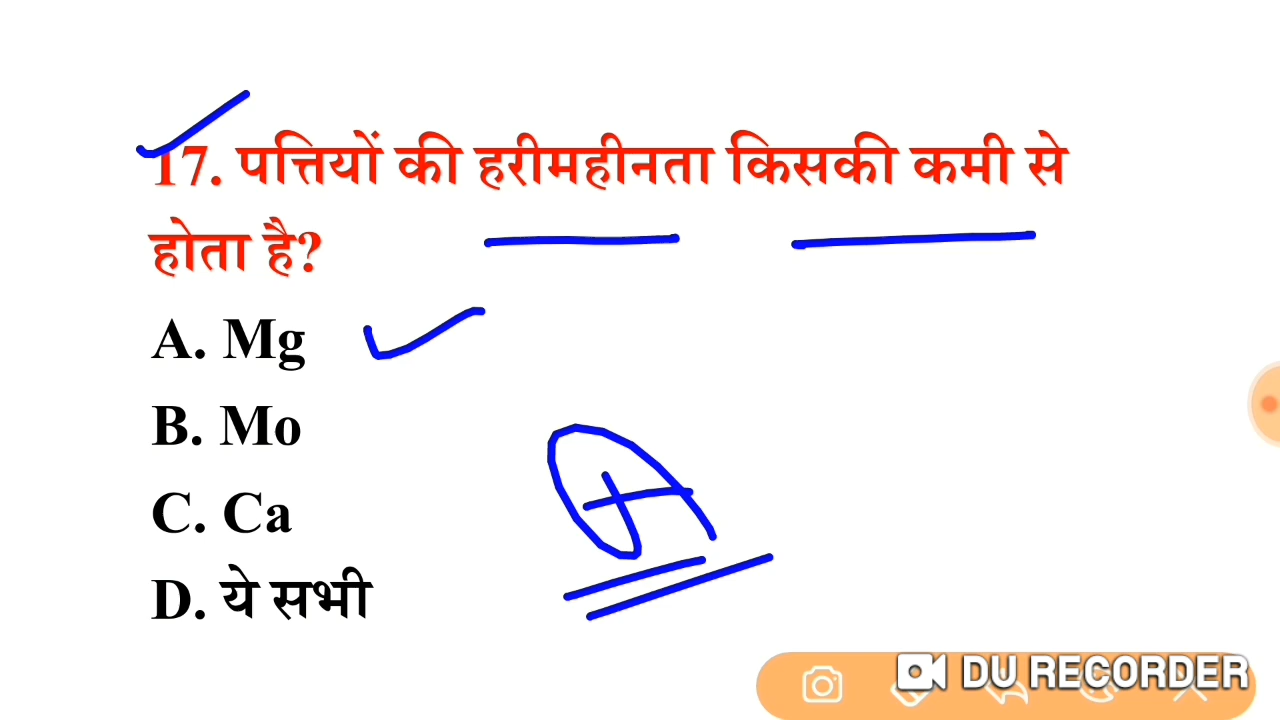 17. पत्तियों की हरीमहीनता किसकी कमी से
होता है?
A. Mg
B. Mo
C. Ca
D. ये सभी
A
DU RECORDER